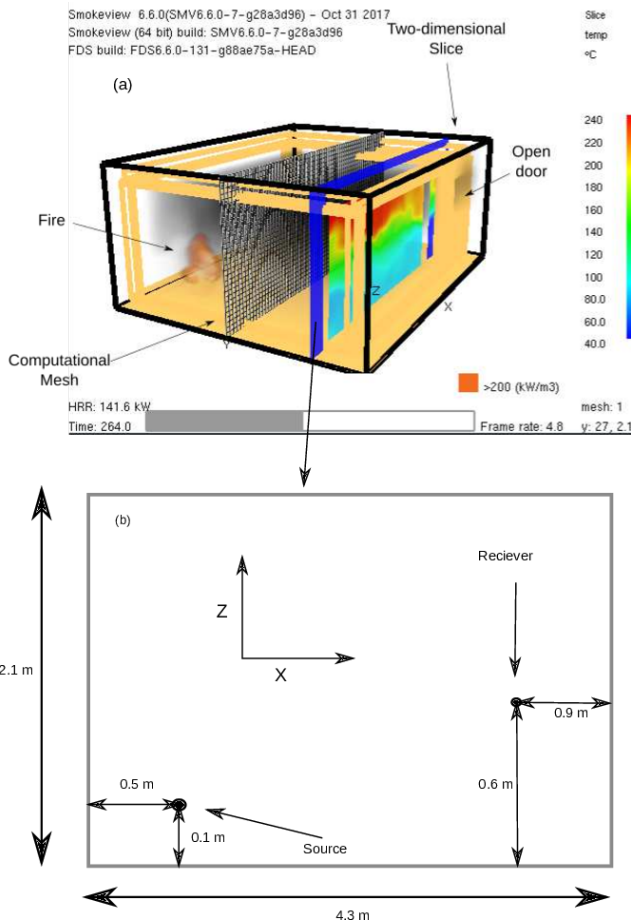 Smokeview 6.6.0(SMV6.6.0-7-g28a3d96) - Oct 31 2017
Smokeview (64 bit) build: SMV6.6.0-7-g28a3d96
FDS build: FDS6.6.0-131-g88ae75a-HEAD
Slice
temp
ºC
Two-dimensional
Slice
(a)
Open
door
Fire
240
220
200
180
160
140
120
100
80.0
60.0
40.0
Z
X
Y
Computational
Mesh
>200 (kW/m3)
HRR: 141.6 kW
mesh: 1
Time: 264.0
Frame rate: 4.8
y: 27, 2.1
(b)
Reciever
Z
X
2.1 m
0.9 m
0.5 m
0.6 m
0.1 m
Source
4.3 m